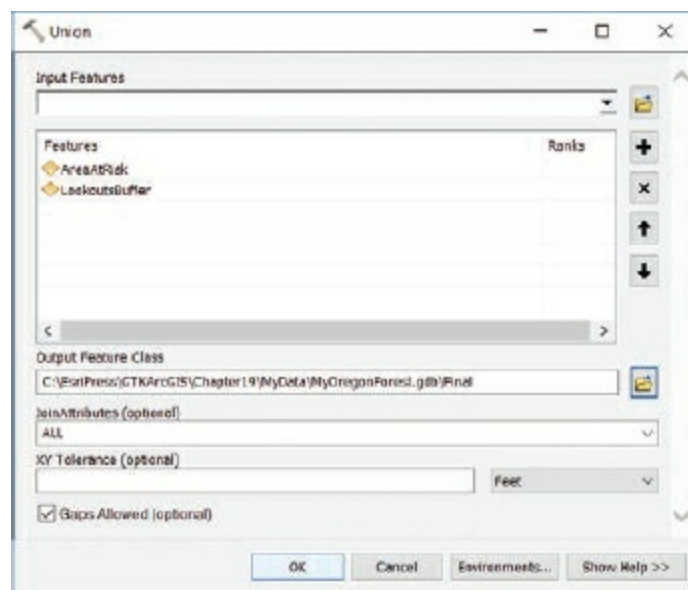 Union
Input Features
Features Ranks
AreaAtRisk
LookoutsBuffer
Output Feature Class
C:\EsriPress\GTKArcGIS\Chapter19\MyData\MyOregonForest.gdb\Final
JoinAttributes (optional)
ALL
XY Tolerance (optional)
Feet
Gaps Allowed (optional)
OK Cancel Environments... Show Help >>